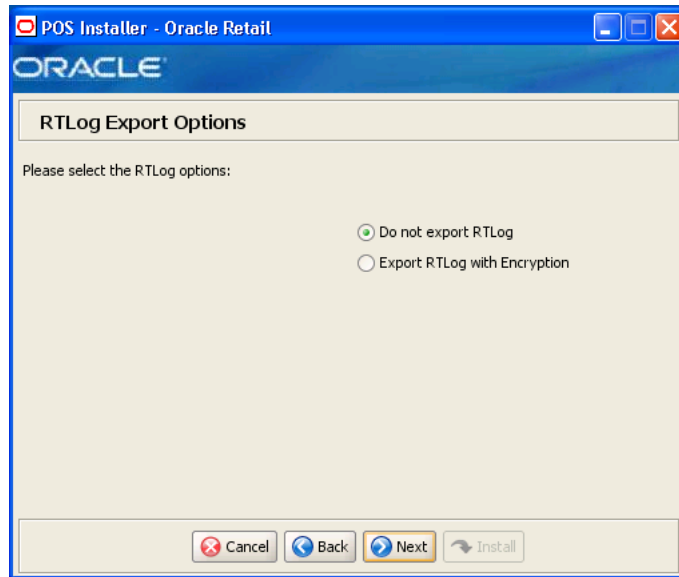 POS Installer - Oracle Retail
ORACLE
RTLog Export Options
Please select the RTLog options:
Do not export RTLog
Export RTLog with Encryption
Cancel Back Next Install